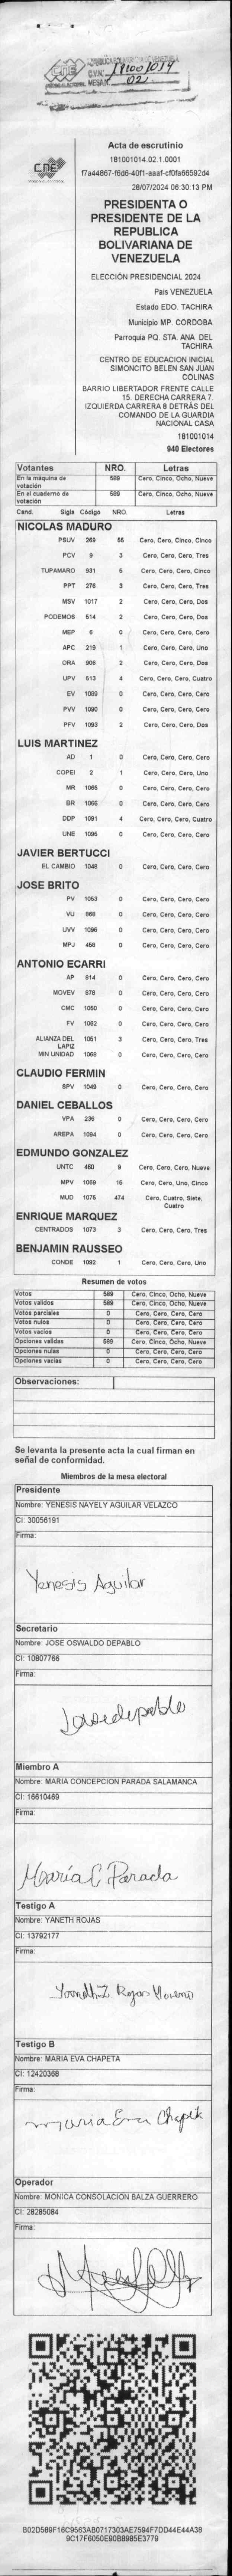 CNE
18100/014
C.V.N.
MESA N.
02
CNE
Acta de escrutinio
181001014.02.1.0001
f7a44867-f6d6-40f1-aaaf-cf0fa66592d4
28/07/2024 06:30:13 PM
PRESIDENTA O
PRESIDENTE DE LA
REPUBLICA
BOLIVARIANA DE
VENEZUELA
ELECCIÓN PRESIDENCIAL 2024
Pais VENEZUELA
Estado EDO. TACHIRA
Municipio MP. CORDOBA
Parroquia PQ. STA. ANA DEL
TACHIRA
CENTRO DE EDUCACION INICIAL
SIMONCITO BELEN SAN JUAN
COLINAS
BARRIO LIBERTADOR FRENTE CALLE
15. DERECHA CARRERA 7.
IZQUIERDA CARRERA 8 DETRÁS DEL
COMANDO DE LA GUARDIA
NACIONAL CASA
181001014
940 Electores
Votantes NRO. Letras
En la máquina de votación 589 Cero, Cinco, Ocho, Nueve
En el cuaderno de votación 589 Cero, Cinco, Ocho, Nueve
Cand. Sigla Código NRO. Letras
NICOLAS MADURO
PSUV 269 55 Cero, Cero, Cinco, Cinco
PCV 9 3 Cero, Cero, Cero, Tres
TUPAMARO 931 5 Cero, Cero, Cero, Cinco
PPT 276 3 Cero, Cero, Cero, Tres
MSV 1017 2 Cero, Cero, Cero, Dos
PODEMOS 514 2 Cero, Cero, Cero, Dos
MEP 6 0 Cero, Cero, Cero, Cero
APC 219 1 Cero, Cero, Cero, Uno
ORA 906 2 Cero, Cero, Cero, Dos
UPV 513 4 Cero, Cero, Cero, Cuatro
EV 1099 0 Cero, Cero, Cero, Cero
PVV 1090 0 Cero, Cero, Cero, Cero
PFV 1093 2 Cero, Cero, Cero, Dos
LUIS MARTINEZ
AD 1 0 Cero, Cero, Cero, Cero
COPEI 2 1 Cero, Cero, Cero, Uno
MR 1065 0 Cero, Cero, Cero, Cero
BR 1066 0 Cero, Cero, Cero, Cero
DDP 1091 4 Cero, Cero, Cero, Cuatro
UNE 1095 0 Cero, Cero, Cero, Cero
JAVIER BERTUCCI
EL CAMBIO 1048 0 Cero, Cero, Cero, Cero
JOSE BRITO
PV 1053 0 Cero, Cero, Cero, Cero
VU 968 0 Cero, Cero, Cero, Cero
UVV 1096 0 Cero, Cero, Cero, Cero
MPJ 458 0 Cero, Cero, Cero, Cero
ANTONIO ECARRI
AP 914 0 Cero, Cero, Cero, Cero
MOVEV 876 0 Cero, Cero, Cero, Cero
CMC 1050 0 Cero, Cero, Cero, Cero
FV 1062 0 Cero, Cero, Cero, Cero
ALIANZA DEL LAPIZ 1051 3 Cero, Cero, Cero, Tres
MIN UNIDAD 1068 0 Cero, Cero, Cero, Cero
CLAUDIO FERMIN
SPV 1049 0 Cero, Cero, Cero, Cero
DANIEL CEBALLOS
VPA 236 0 Cero, Cero, Cero, Cero
AREPA 1094 0 Cero, Cero, Cero, Cero
EDMUNDO GONZALEZ
UNTC 460 9 Cero, Cero, Cero, Nueve
MPV 1069 15 Cero, Cero, Uno, Cinco
MUD 1075 474 Cero, Cuatro, Siete,
Cuatro
ENRIQUE MARQUEZ
CENTRADOS 1073 3 Cero, Cero, Cero, Tres
BENJAMIN RAUSSEO
CONDE 1092 1 Cero, Cero, Cero, Uno
Resumen de votos
Votos 589 Cero, Cinco, Ocho, Nueve
Votos validos 589 Cero, Cinco, Ocho, Nueve
Votos parciales 0 Cero, Cero, Cero, Cero
Votos nulos 0 Cero, Cero, Cero, Cero
Votos vacios 0 Cero, Cero, Cero, Cero
Opciones validas 589 Cero, Cinco, Ocho, Nueve
Opciones nulas 0 Cero, Cero, Cero, Cero
Opciones vacias 0 Cero, Cero, Cero, Cero
Observaciones:
Se levanta la presente acta la cual firman en
señal de conformidad.
Miembros de la mesa electoral
Presidente
Nombre: YENESIS NAYELY AGUILAR VELAZCO
CI: 30056191
Firma:
Yenesis Aguilar
Secretario
Nombre: JOSE OSWALDO DEPABLO
CI: 10807766
Firma:
Josedepablo
Miembro A
Nombre: MARIA CONCEPCION PARADA SALAMANCA
CI: 16610469
Firma:
María C Parada
Testigo A
Nombre: YANETH ROJAS
CI: 13792177
Firma:
Yaneth Z Rojas Moreno
Testigo B
Nombre: MARIA EVA CHAPETA
CI: 12420368
Firma:
maria Eva Chapeta
Operador
Nombre: MONICA CONSOLACION BALZA GUERRERO
CI: 28285084
Firma:
B02D589F16C9563AB0717303AE7594F7DD44E44A38
9C17F6050E90B8985E3779